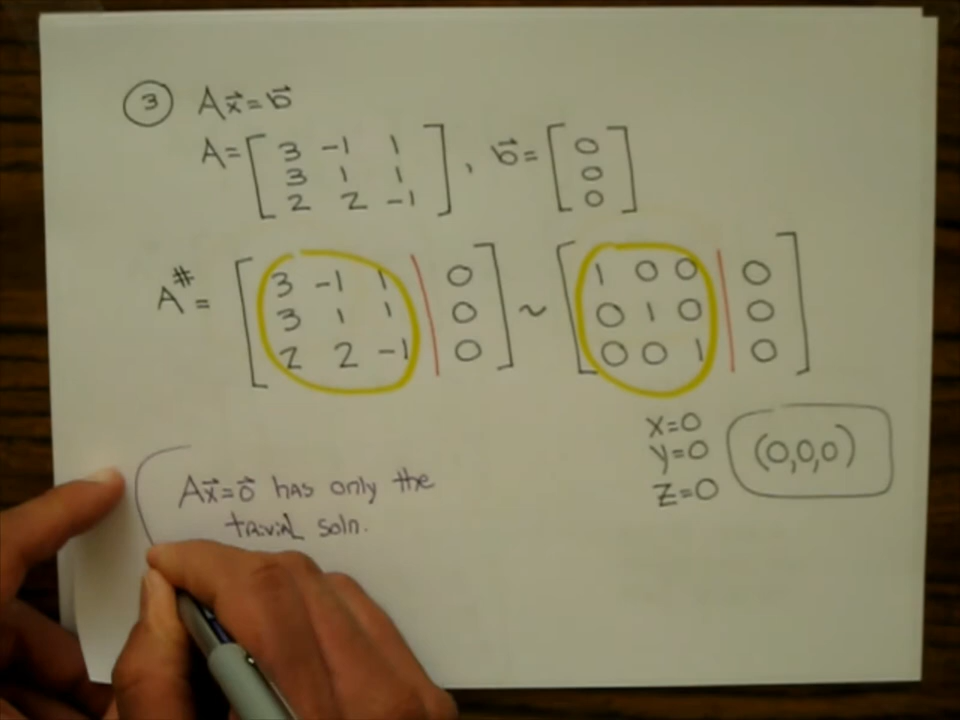 3 Ax⃗=b⃗
A= [ 3 -1 1 ] , b⃗= [ 0 ]
3 1 1 0
2 2 -1 0
A#= [ 3 -1 1 | 0 ] ~ [ 1 0 0 | 0 ]
3 1 1 | 0 0 1 0 | 0
2 2 -1 | 0 0 0 1 | 0
x=0
y=0 (0,0,0)
z=0
Ax⃗=0⃗ has only the
trivial soln.